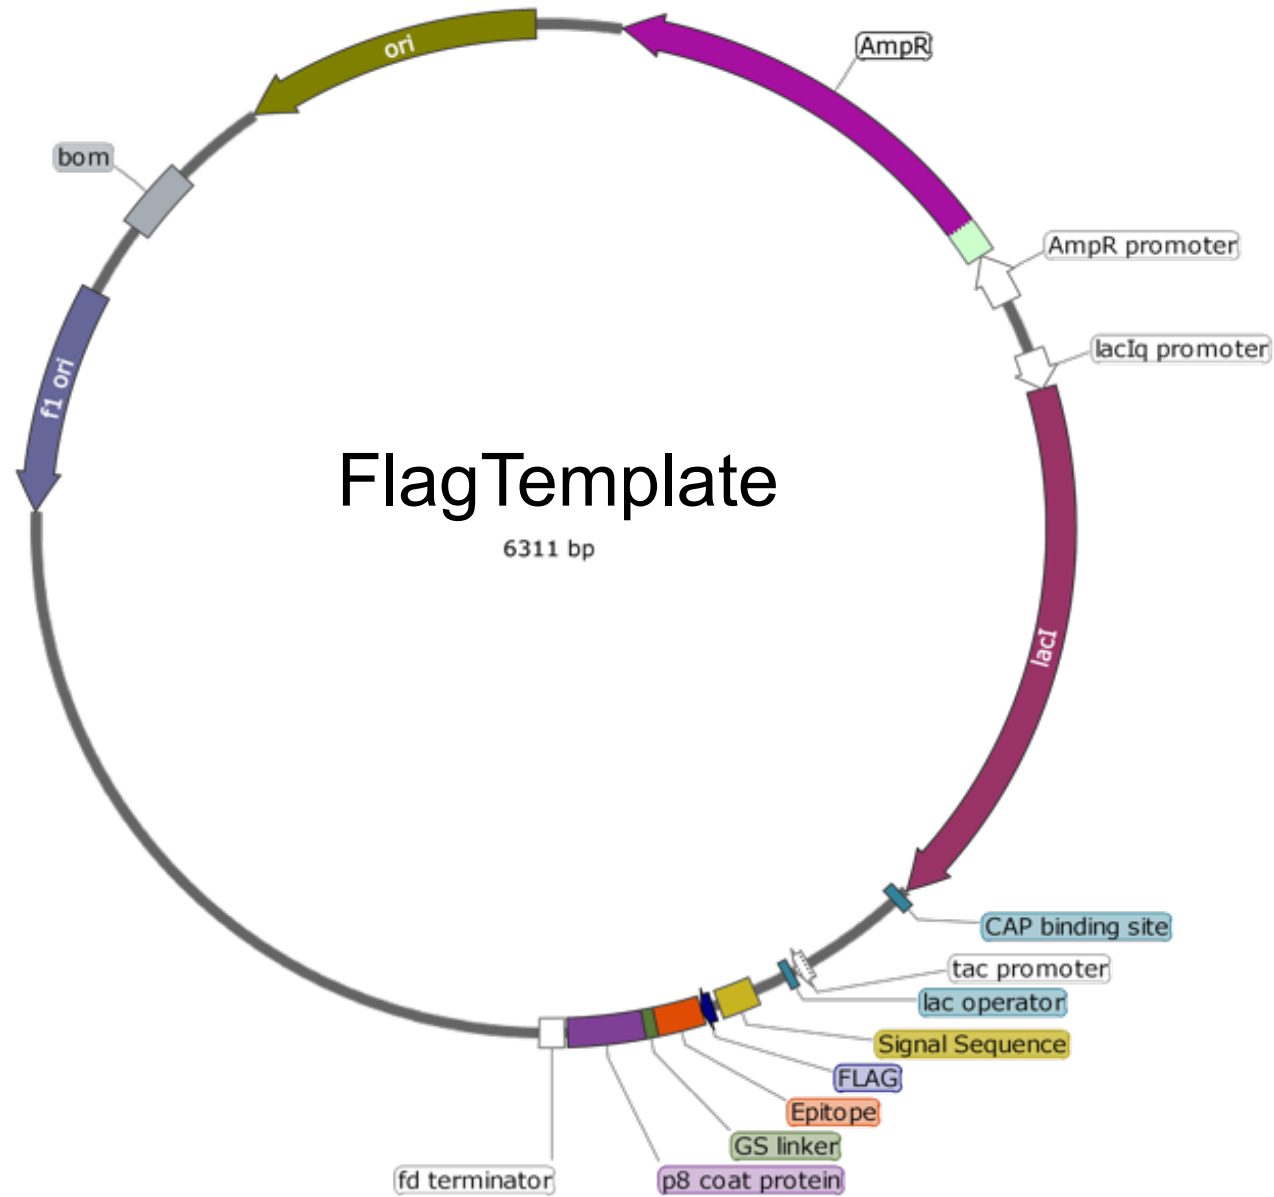 ori
AmpR
bom
AmpR promoter
lacIq promoter
f1 ori
FlagTemplate
6311 bp
lacI
CAP binding site
tac promoter
lac operator
Signal Sequence
FLAG
Epitope
GS linker
fd terminator
p8 coat protein